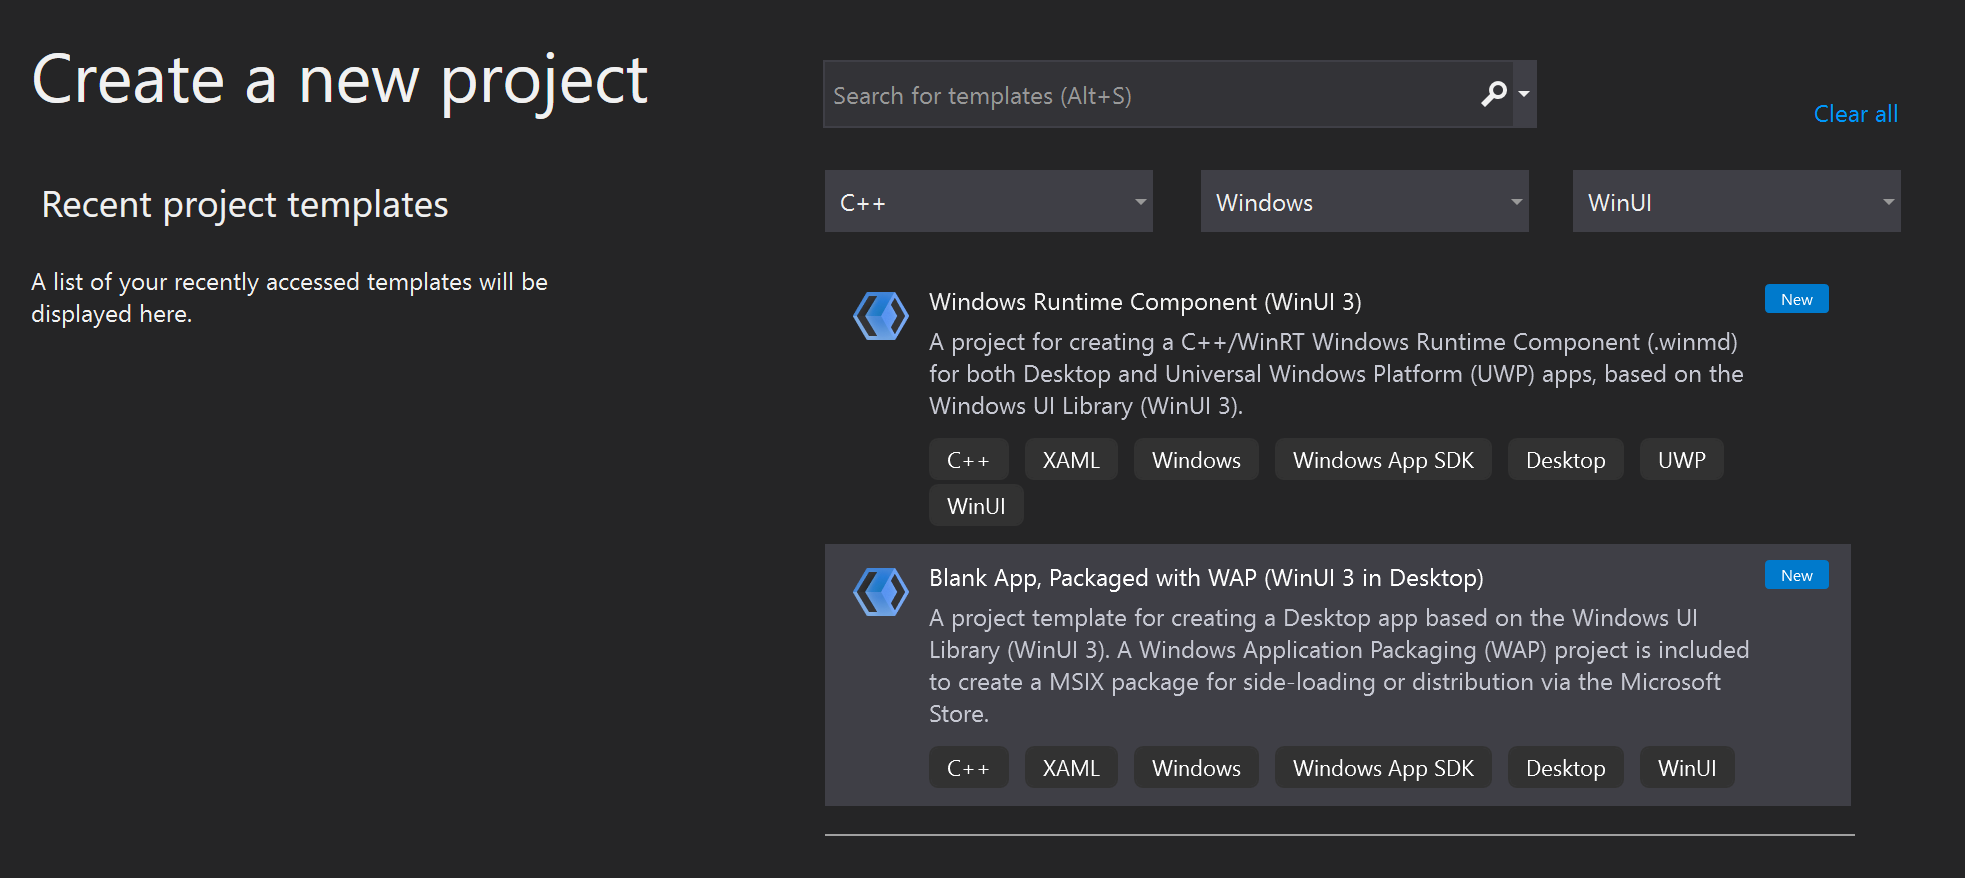 Create a new project
Recent project templates
A list of your recently accessed templates will be
displayed here.
Search for templates (Alt+S)
Clear all
C++
Windows
WinUI
Windows Runtime Component (WinUI 3)
New
A project for creating a C++/WinRT Windows Runtime Component (.winmd)
for both Desktop and Universal Windows Platform (UWP) apps, based on the
Windows UI Library (WinUI 3).
C++ XAML Windows Windows App SDK Desktop UWP
WinUI
Blank App, Packaged with WAP (WinUI 3 in Desktop)
New
A project template for creating a Desktop app based on the Windows UI
Library (WinUI 3). A Windows Application Packaging (WAP) project is included
to create a MSIX package for side-loading or distribution via the Microsoft
Store.
C++ XAML Windows Windows App SDK Desktop WinUI